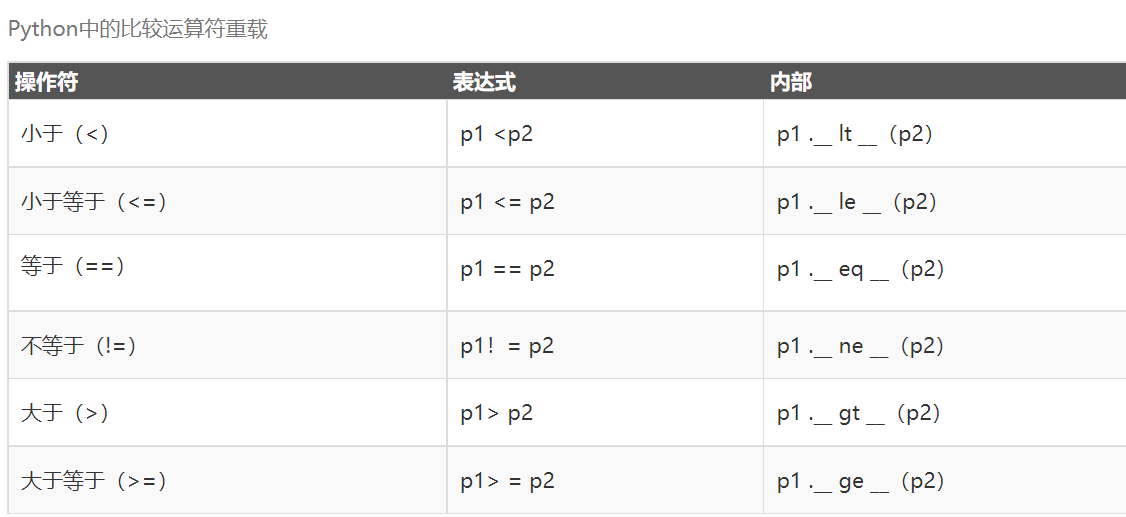 Python中的比较运算符重载
操作符 表达式 内部
小于（<） p1 <p2 p1 .__ lt __（p2）
小于等于（<=） p1 <= p2 p1 .__ le __（p2）
等于（==） p1 == p2 p1 .__ eq __（p2）
不等于（!=） p1！= p2 p1 .__ ne __（p2）
大于（>） p1> p2 p1 .__ gt __（p2）
大于等于（>=） p1> = p2 p1 .__ ge __（p2）